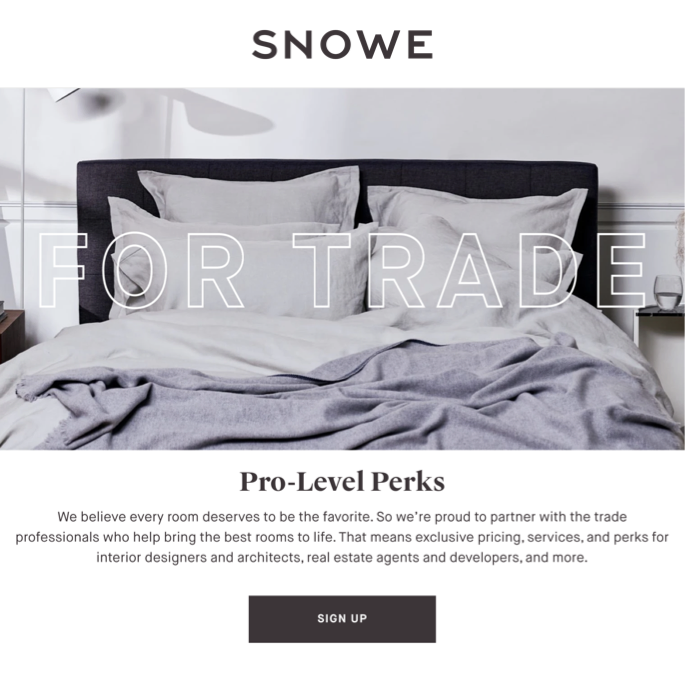 SNOWE
FOR TRADE
Pro-Level Perks
We believe every room deserves to be the favorite. So we're proud to partner with the trade
professionals who help bring the best rooms to life. That means exclusive pricing, services, and perks for
interior designers and architects, real estate agents and developers, and more.
SIGN UP